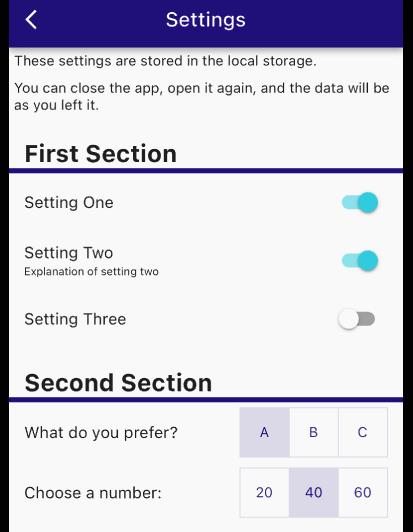 Settings
These settings are stored in the local storage.
You can close the app, open it again, and the data will be
as you left it.
First Section
Setting One
Setting Two
Explanation of setting two
Setting Three
Second Section
What do you prefer? A B C
Choose a number: 20 40 60